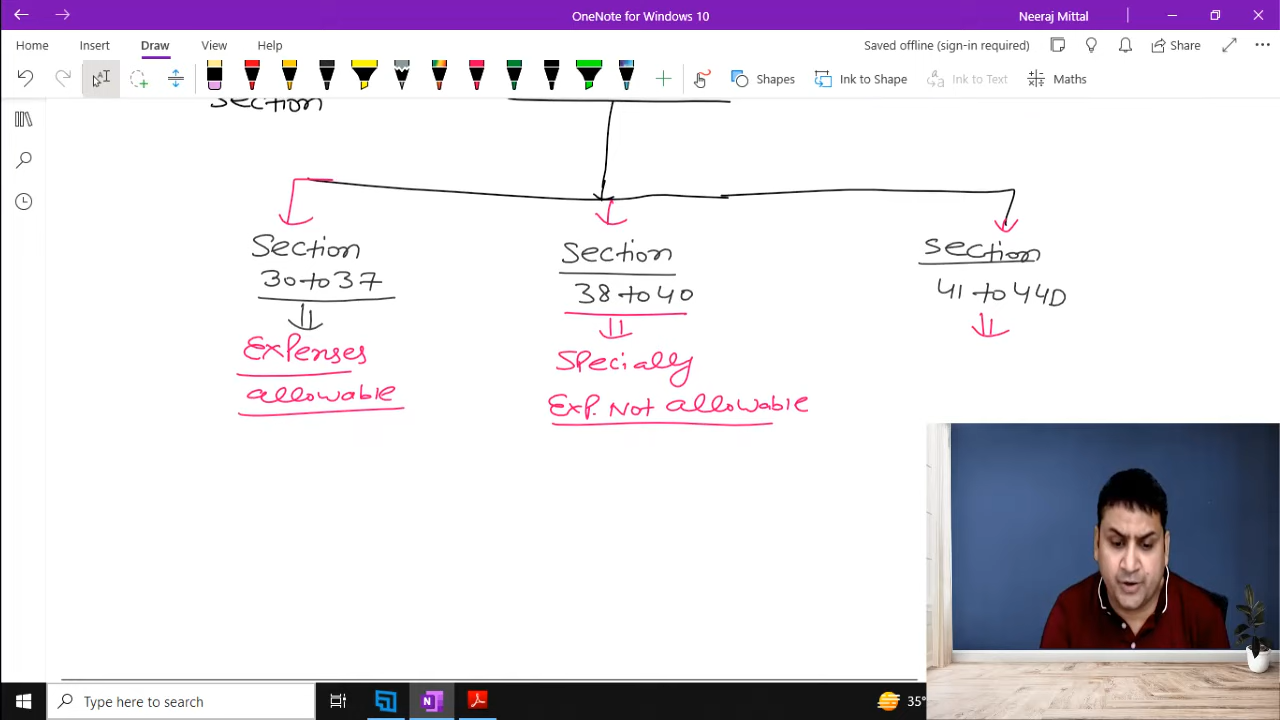 OneNote for Windows 10
Neeraj Mittal
Home Insert Draw View Help
Saved offline (sign-in required) Share
Shapes Ink to Shape Ink to Text Maths
Section
Section
30 to 37
Expenses
allowable
Section
38 to 40
Specially
Exp. Not allowable
Section
41 to 44D
Type here to search
35°